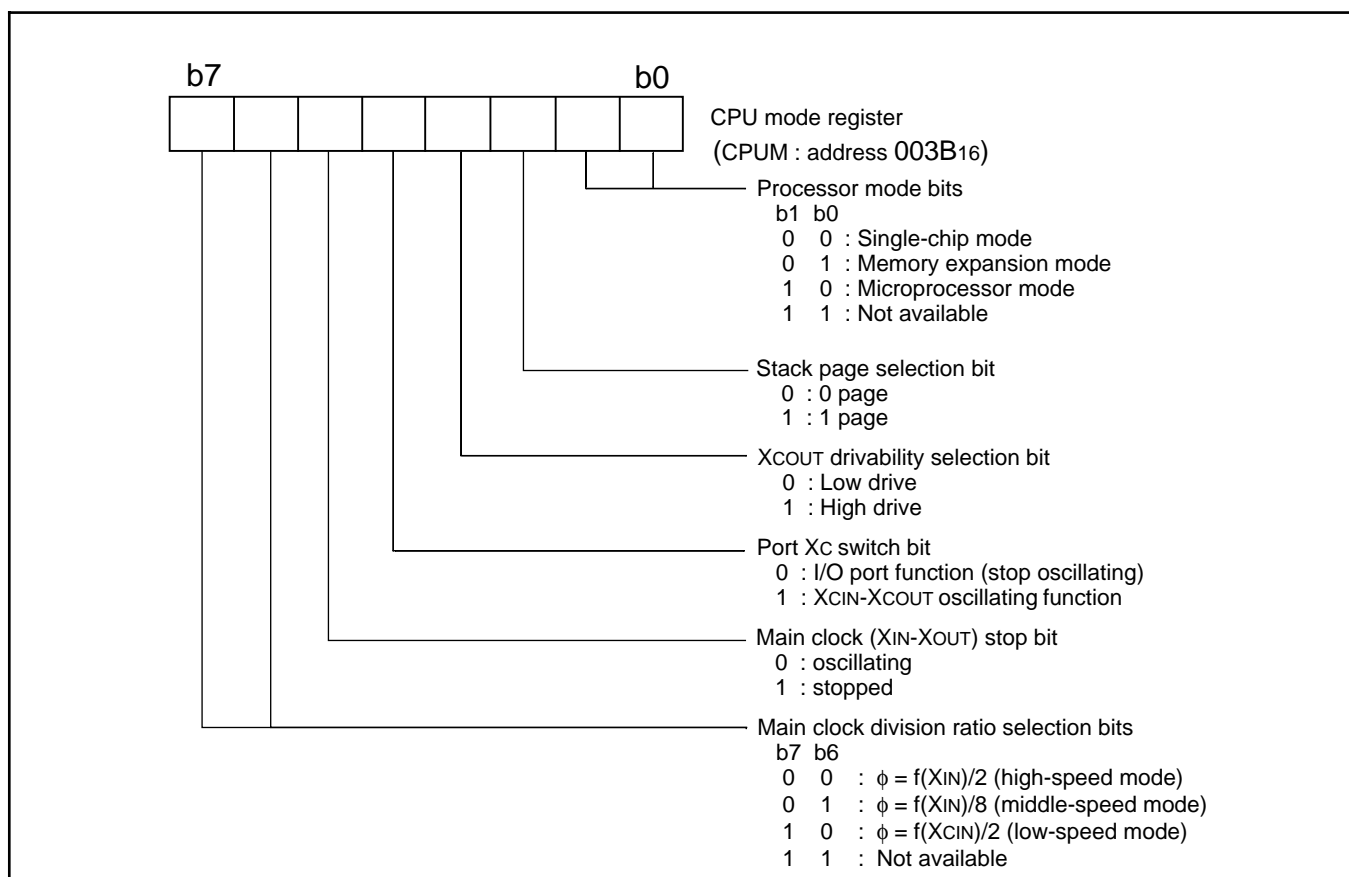 b7 b0
CPU mode register
(CPUM : address 003B16)
Processor mode bits
b1 b0
0 0 : Single-chip mode
0 1 : Memory expansion mode
1 0 : Microprocessor mode
1 1 : Not available
Stack page selection bit
0 : 0 page
1 : 1 page
XCOUT drivability selection bit
0 : Low drive
1 : High drive
Port XC switch bit
0 : I/O port function (stop oscillating)
1 : XCIN-XCOUT oscillating function
Main clock (XIN-XOUT) stop bit
0 : oscillating
1 : stopped
Main clock division ratio selection bits
b7 b6
0 0 : φ = f(XIN)/2 (high-speed mode)
0 1 : φ = f(XIN)/8 (middle-speed mode)
1 0 : φ = f(XCIN)/2 (low-speed mode)
1 1 : Not available